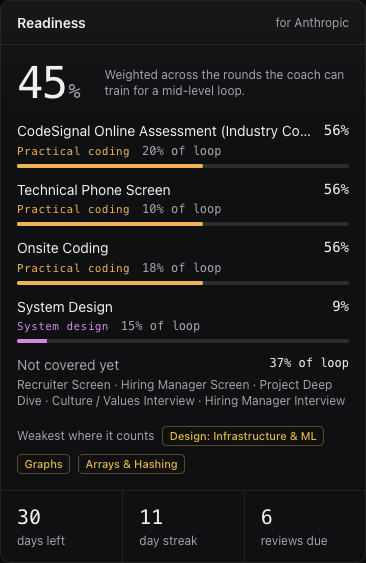 Readiness for Anthropic
45% Weighted across the rounds the coach can
train for a mid-level loop.
CodeSignal Online Assessment (Industry Co... 56%
Practical coding 20% of loop
Technical Phone Screen 56%
Practical coding 10% of loop
Onsite Coding 56%
Practical coding 18% of loop
System Design 9%
System design 15% of loop
Not covered yet 37% of loop
Recruiter Screen · Hiring Manager Screen · Project Deep
Dive · Culture / Values Interview · Hiring Manager Interview
Weakest where it counts Design: Infrastructure & ML
Graphs Arrays & Hashing
30 11 6
days left day streak reviews due